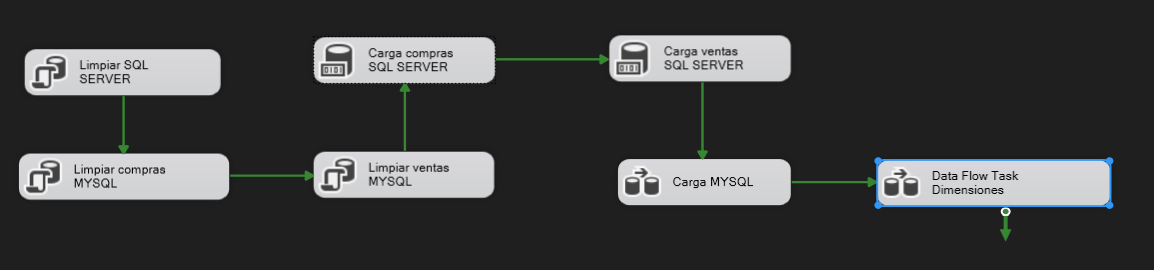 Limpiar SQL
SERVER
Limpiar compras
MYSQL
Limpiar ventas
MYSQL
Carga compras
SQL SERVER
Carga ventas
SQL SERVER
Carga MYSQL
Data Flow Task
Dimensiones